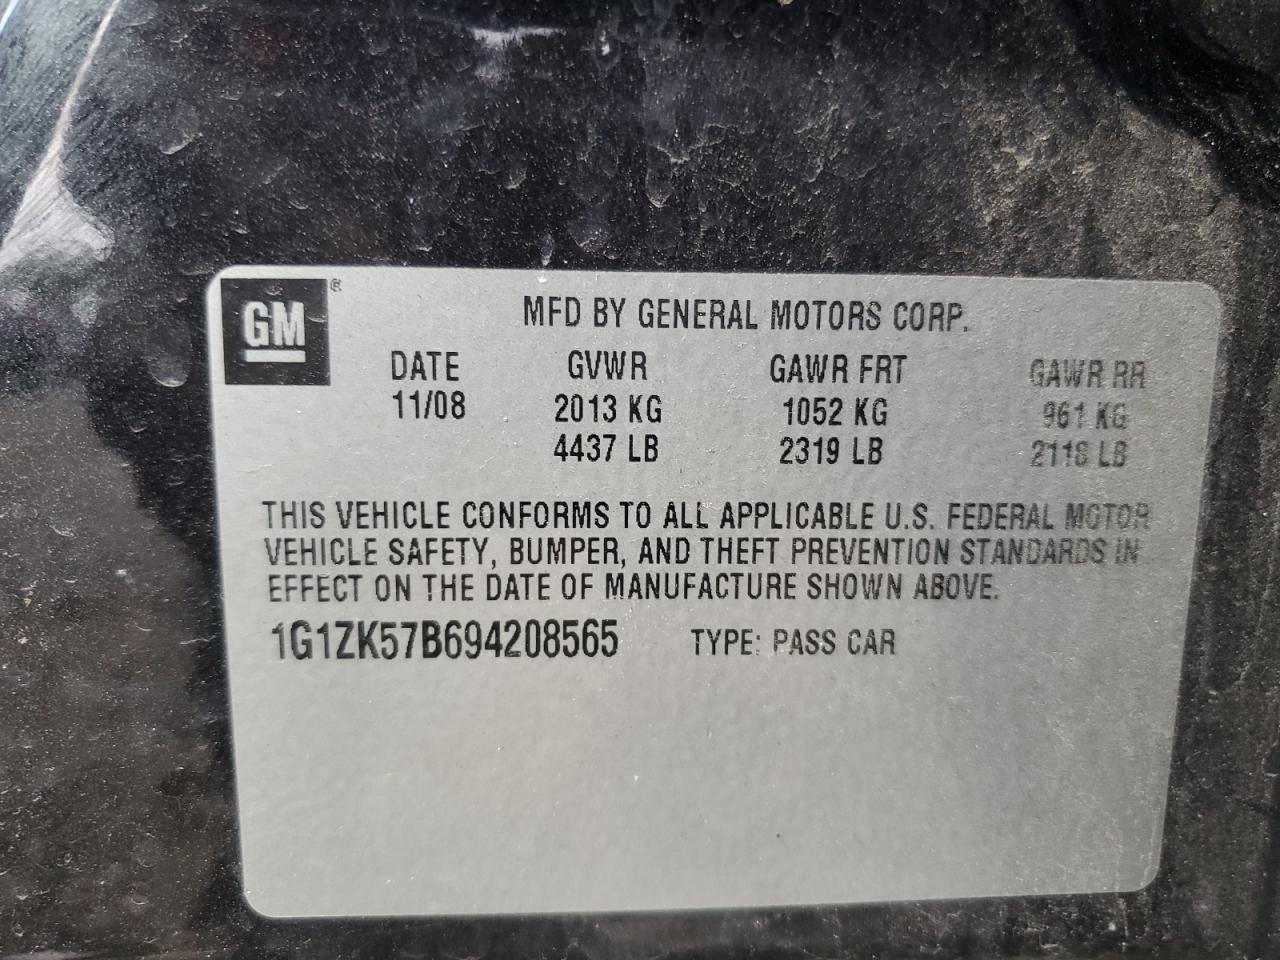 GM ®
MFD BY GENERAL MOTORS CORP.
DATE GVWR GAWR FRT GAWR RR
11/08 2013 KG 1052 KG 961 KG
4437 LB 2319 LB 2118 LB
THIS VEHICLE CONFORMS TO ALL APPLICABLE U.S. FEDERAL MOTOR
VEHICLE SAFETY, BUMPER, AND THEFT PREVENTION STANDARDS IN
EFFECT ON THE DATE OF MANUFACTURE SHOWN ABOVE.
1G1ZK57B694208565 TYPE: PASS CAR